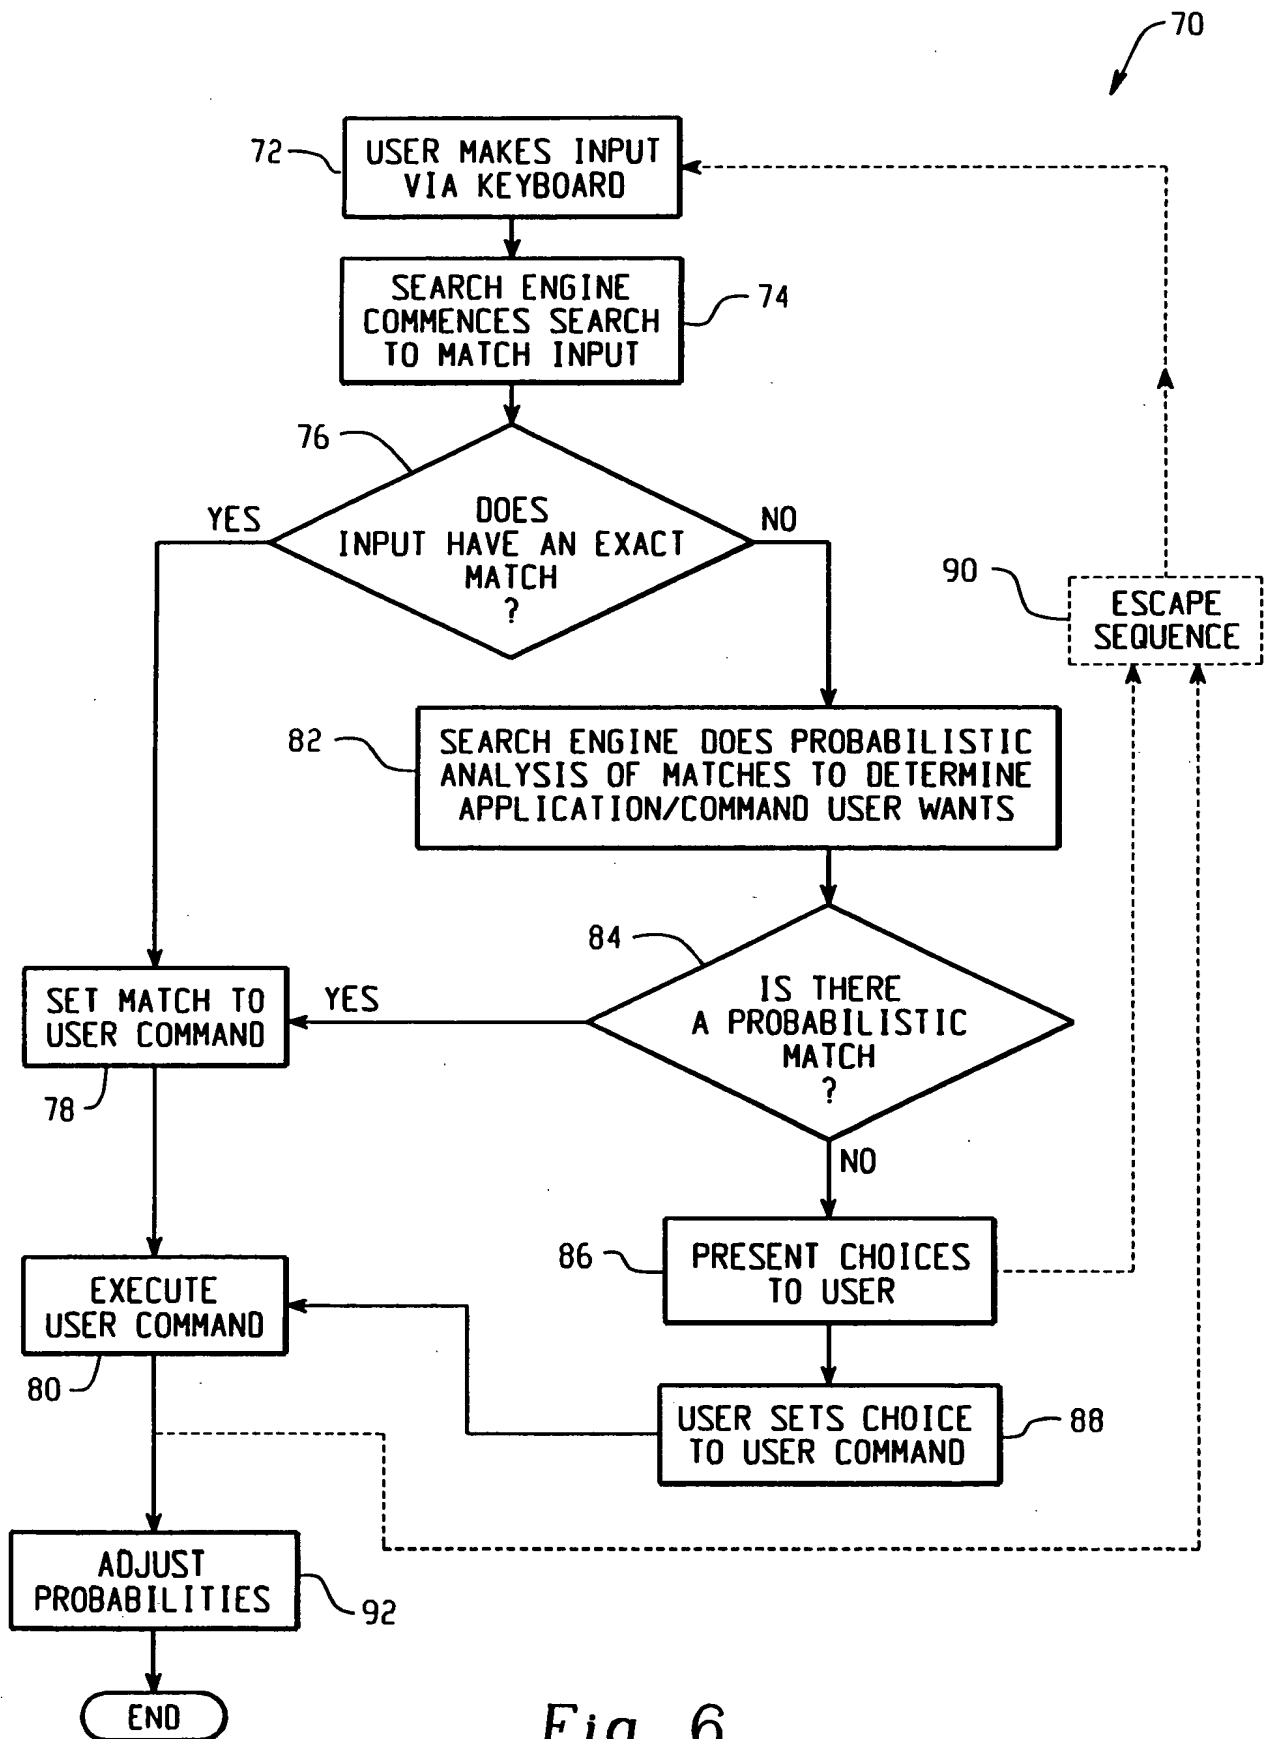 70
72
USER MAKES INPUT
VIA KEYBOARD
SEARCH ENGINE
COMMENCES SEARCH
TO MATCH INPUT
74
76
DOES
INPUT HAVE AN EXACT
MATCH
?
YES
NO
90
ESCAPE
SEQUENCE
82
SEARCH ENGINE DOES PROBABILISTIC
ANALYSIS OF MATCHES TO DETERMINE
APPLICATION/COMMAND USER WANTS
84
IS THERE
A PROBABILISTIC
MATCH
?
YES
NO
SET MATCH TO
USER COMMAND
78
86
PRESENT CHOICES
TO USER
EXECUTE
USER COMMAND
80
USER SETS CHOICE
TO USER COMMAND
88
ADJUST
PROBABILITIES
92
END
Fig. 6